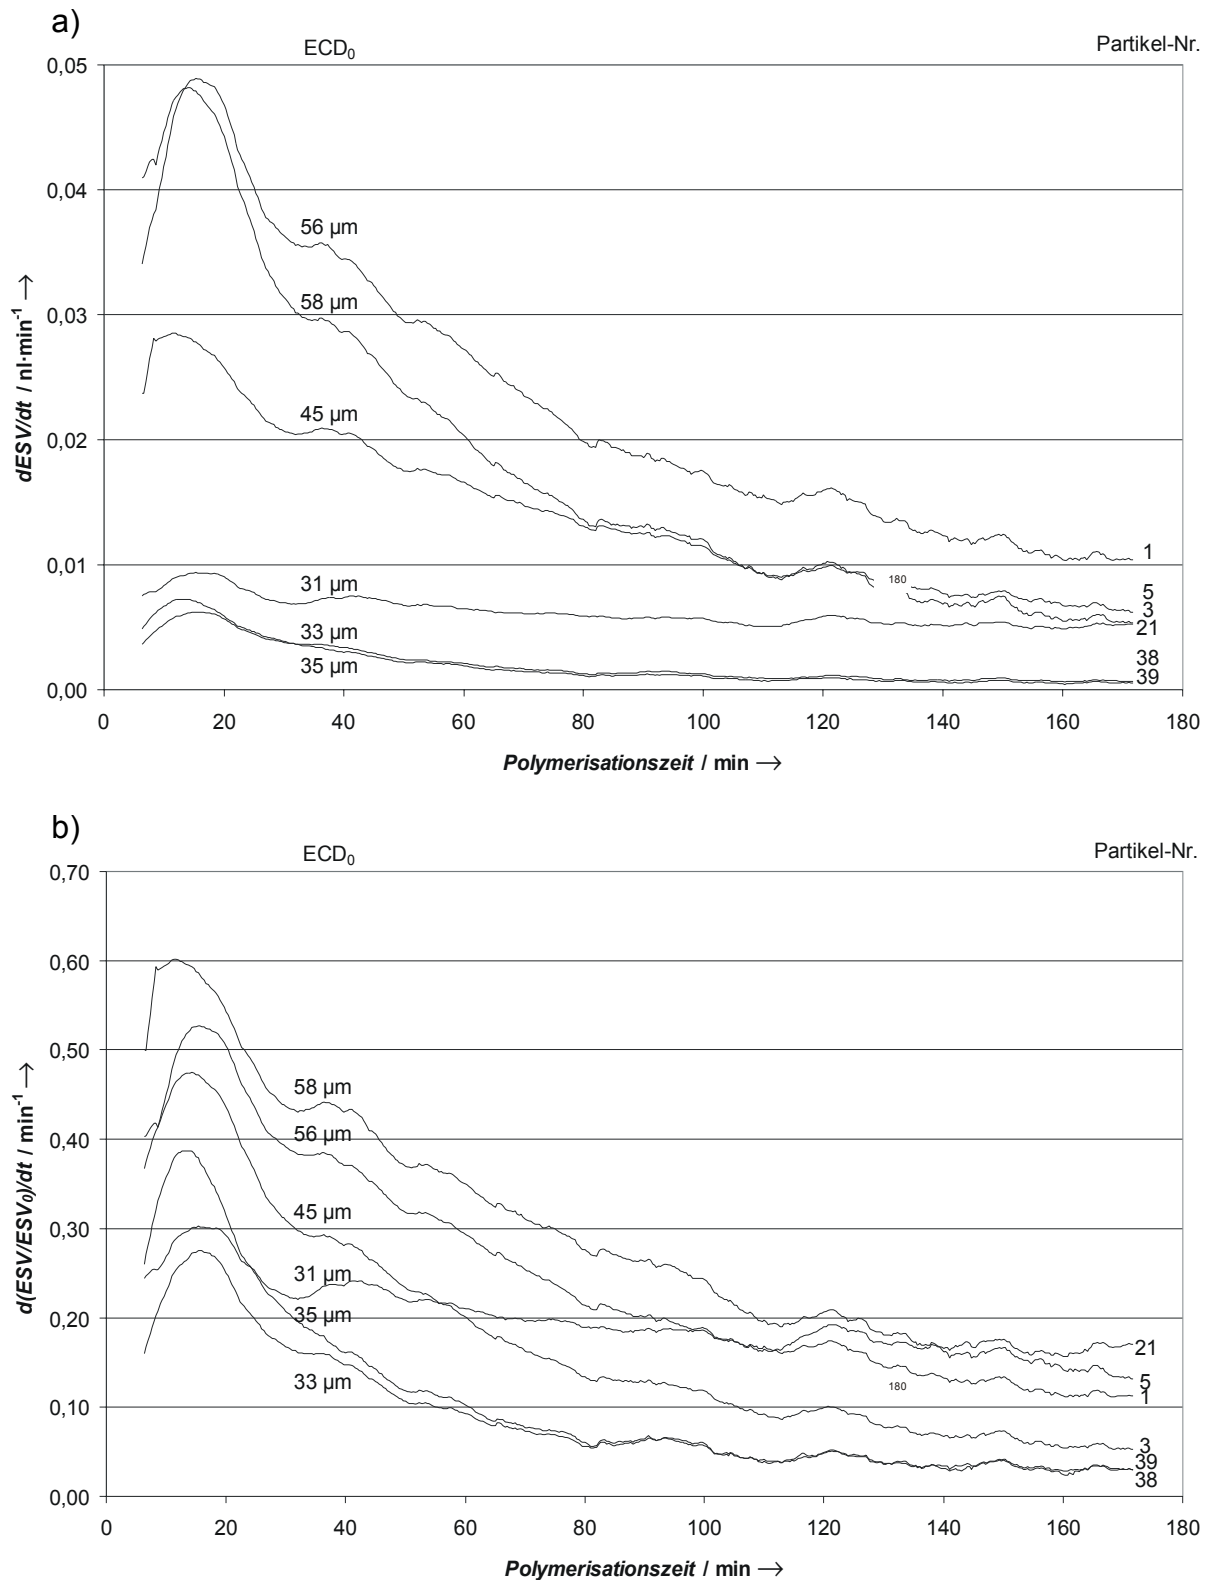 a)
ECD₀ Partikel-Nr.
0,05
0,04
56 µm
0,03
58 µm
45 µm
0,02
0,01
1
31 µm
180
5
3
21
33 µm
38
35 µm
39
0,00
0 20 40 60 80 100 120 140 160 180
dESV/dt / nl·min⁻¹ →
Polymerisationszeit / min →
b)
ECD₀ Partikel-Nr.
0,70
0,60
0,50
58 µm
0,40
56 µm
45 µm
0,30
31 µm
35 µm
0,20
21
33 µm
5
180
1
0,10
3
39
38
0,00
0 20 40 60 80 100 120 140 160 180
d(ESV/ESV₀)/dt / min⁻¹ →
Polymerisationszeit / min →